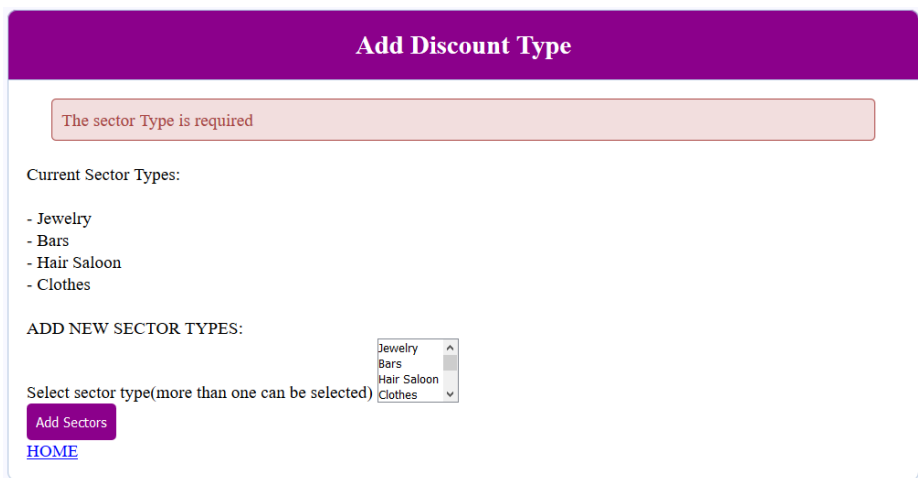 Add Discount Type
The sector Type is required
Current Sector Types:
- Jewelry
- Bars
- Hair Saloon
- Clothes
ADD NEW SECTOR TYPES:
Select sector type(more than one can be selected)
Jewelry
Bars
Hair Saloon
Clothes
Add Sectors
HOME